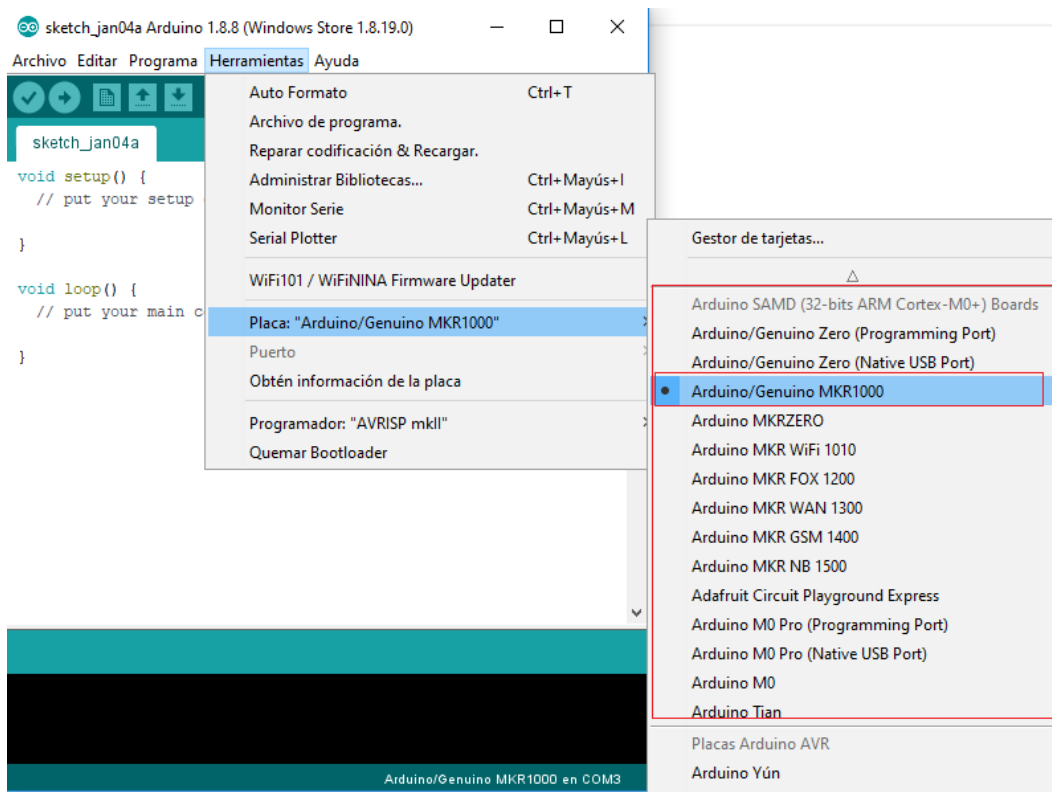 sketch_jan04a Arduino 1.8.8 (Windows Store 1.8.19.0)
Archivo Editar Programa Herramientas Ayuda
sketch_jan04a
void setup() {
// put your setup
}
void loop() {
// put your main c
}
Auto Formato Ctrl+T
Archivo de programa.
Reparar codificación & Recargar.
Administrar Bibliotecas... Ctrl+Mayús+I
Monitor Serie Ctrl+Mayús+M
Serial Plotter Ctrl+Mayús+L
WiFi101 / WiFiNINA Firmware Updater
Placa: "Arduino/Genuino MKR1000"
Puerto
Obtén información de la placa
Programador: "AVRISP mkII"
Quemar Bootloader
Gestor de tarjetas...
Arduino SAMD (32-bits ARM Cortex-M0+) Boards
Arduino/Genuino Zero (Programming Port)
Arduino/Genuino Zero (Native USB Port)
Arduino/Genuino MKR1000
Arduino MKRZERO
Arduino MKR WiFi 1010
Arduino MKR FOX 1200
Arduino MKR WAN 1300
Arduino MKR GSM 1400
Arduino MKR NB 1500
Adafruit Circuit Playground Express
Arduino M0 Pro (Programming Port)
Arduino M0 Pro (Native USB Port)
Arduino M0
Arduino Tian
Placas Arduino AVR
Arduino Yún
Arduino/Genuino MKR1000 en COM3